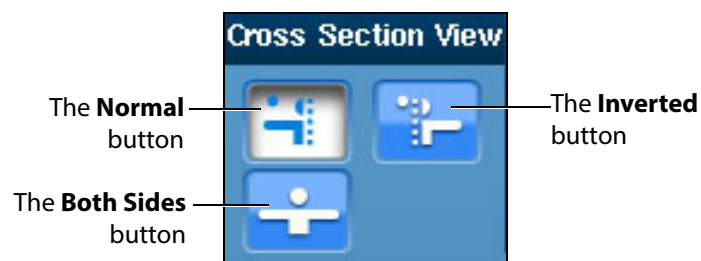 Cross Section View
The Normal
button
The Inverted
button
The Both Sides
button